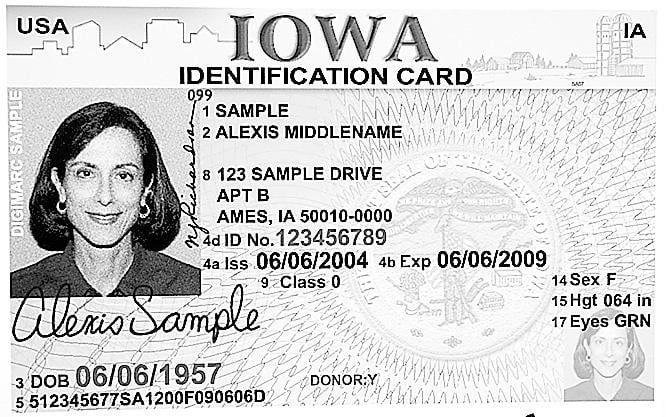 USA IOWA IA
IDENTIFICATION CARD
SA07
DIGIMARC SAMPLE
099
1 SAMPLE
2 ALEXIS MIDDLENAME
8 123 SAMPLE DRIVE
APT B
AMES, IA 50010-0000
4d ID No.123456789
4a Iss 06/06/2004 4b Exp 06/06/2009
9 Class 0
14 Sex F
15 Hgt 064 in
17 Eyes GRN
Alexis Sample
3 DOB 06/06/1957
DONOR:Y
5 512345677SA1200F090606D